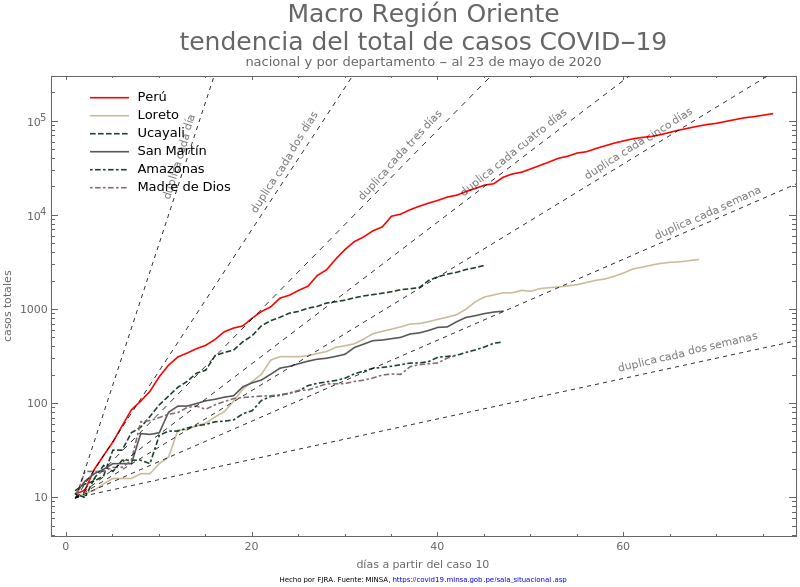 Macro Región Oriente
tendencia del total de casos COVID−19
nacional y por departamento − al 23 de mayo de 2020
Perú
Loreto
Ucayali
San Martín
Amazonas
Madre de Dios
duplica cada día
duplica cada dos días
duplica cada tres días
duplica cada cuatro días
duplica cada cinco días
duplica cada semana
duplica cada dos semanas
casos totales
10^5
10^4
1000
100
10
0 20 40 60
días a partir del caso 10
Hecho por FJRA. Fuente: MINSA, https://covid19.minsa.gob.pe/sala_situacional.asp